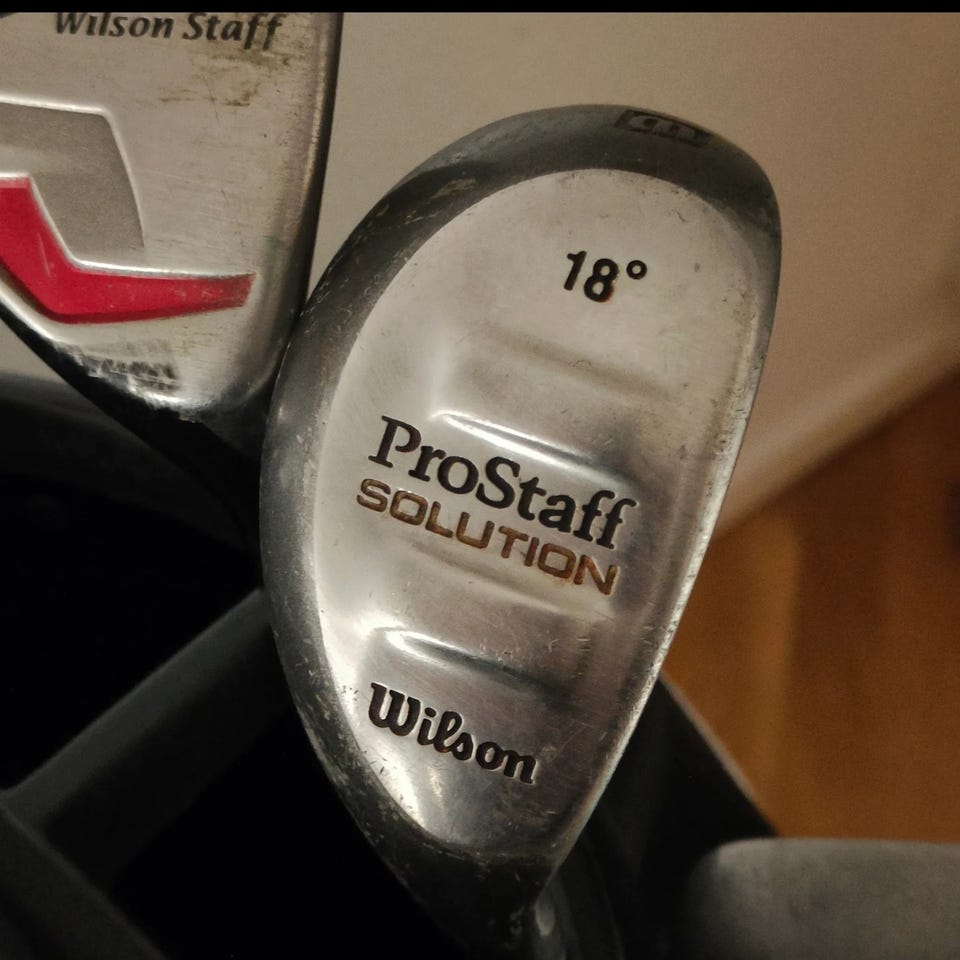 Wilson Staff
18°
ProStaff
SOLUTION
Wilson